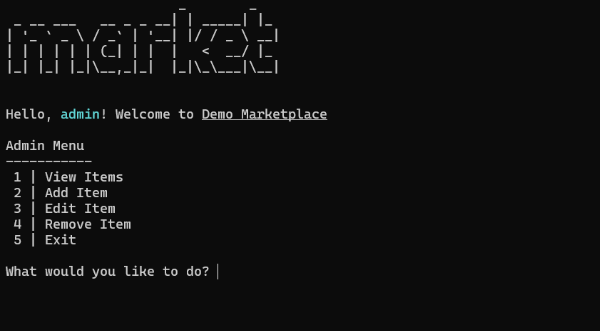 market
Hello, admin! Welcome to Demo Marketplace
Admin Menu
-----------
1 | View Items
2 | Add Item
3 | Edit Item
4 | Remove Item
5 | Exit
What would you like to do?